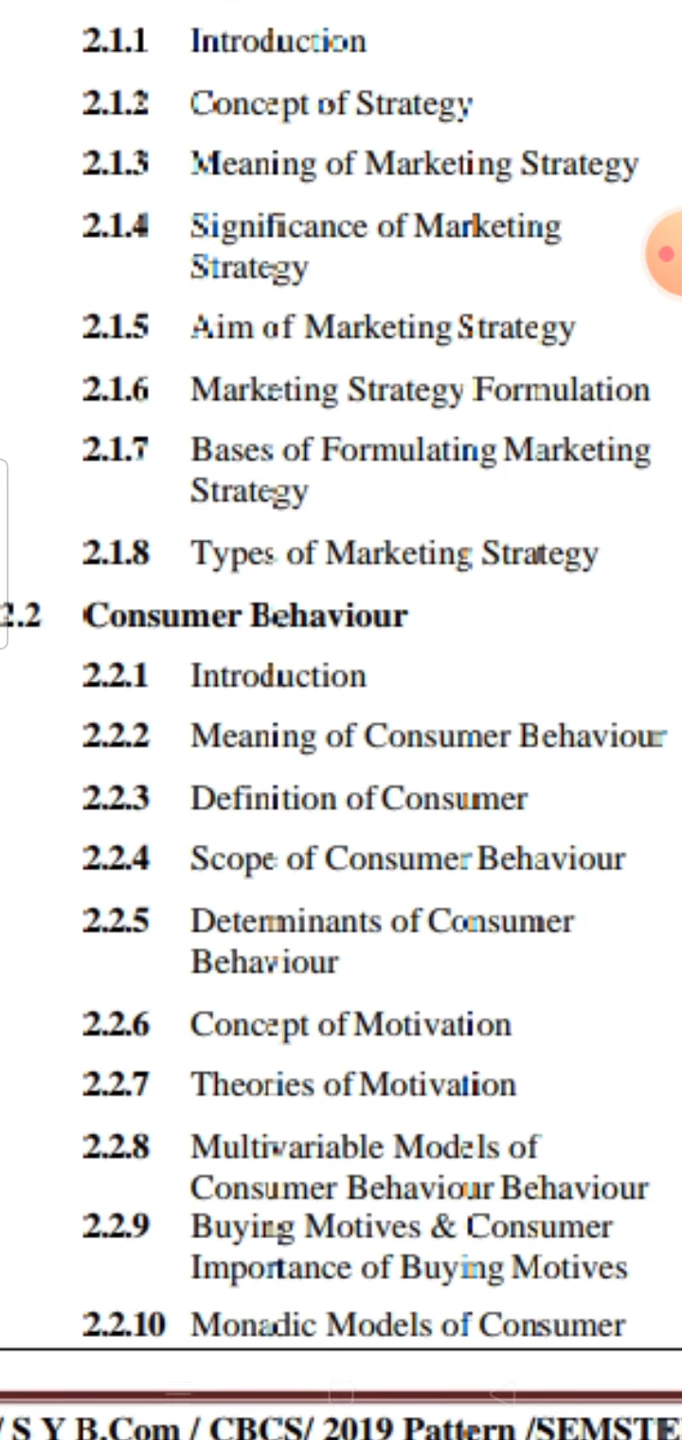 2.1.1 Introduction
2.1.2 Concept of Strategy
2.1.3 Meaning of Marketing Strategy
2.1.4 Significance of Marketing
Strategy
2.1.5 Aim of Marketing Strategy
2.1.6 Marketing Strategy Formulation
2.1.7 Bases of Formulating Marketing
Strategy
2.1.8 Types of Marketing Strategy
2.2 Consumer Behaviour
2.2.1 Introduction
2.2.2 Meaning of Consumer Behaviour
2.2.3 Definition of Consumer
2.2.4 Scope of Consumer Behaviour
2.2.5 Determinants of Consumer
Behaviour
2.2.6 Concept of Motivation
2.2.7 Theories of Motivation
2.2.8 Multivariable Models of
Consumer Behaviour Behaviour
2.2.9 Buying Motives & Consumer
Importance of Buying Motives
2.2.10 Monadic Models of Consumer
/ S Y B.Com / CBCS/ 2019 Pattern /SEMSTE